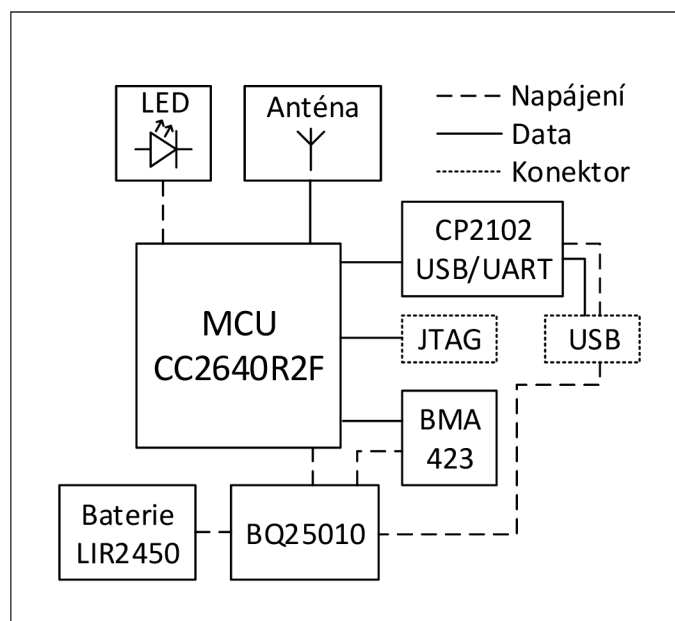 LED
Anténa
Napájení
Data
Konektor
CP2102
USB/UART
MCU
CC2640R2F
JTAG
USB
BMA
423
Baterie
LIR2450
BQ25010